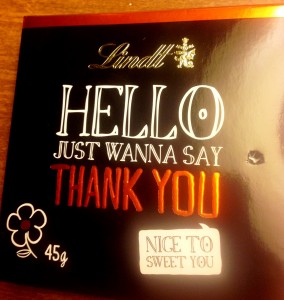 Lindt
HELLO
JUST WANNA SAY
THANK YOU
NICE TO
SWEET YOU
45g